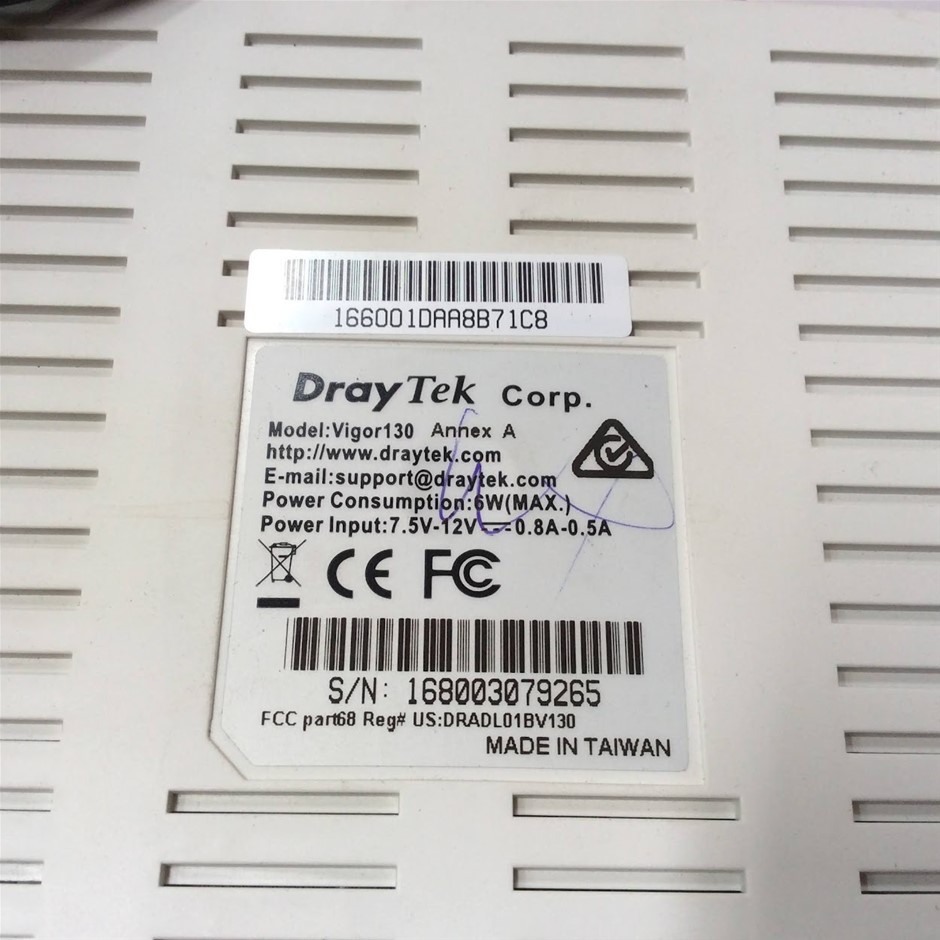 166001DAA8B71C8
DrayTek Corp.
Model:Vigor130 Annex A
http://www.draytek.com
E-mail:support@draytek.com
Power Consumption:6W(MAX.)
Power Input:7.5V-12V⎓0.8A-0.5A
CE FC
S/N: 168003079265
FCC part68 Reg# US:DRADL01BV130
MADE IN TAIWAN